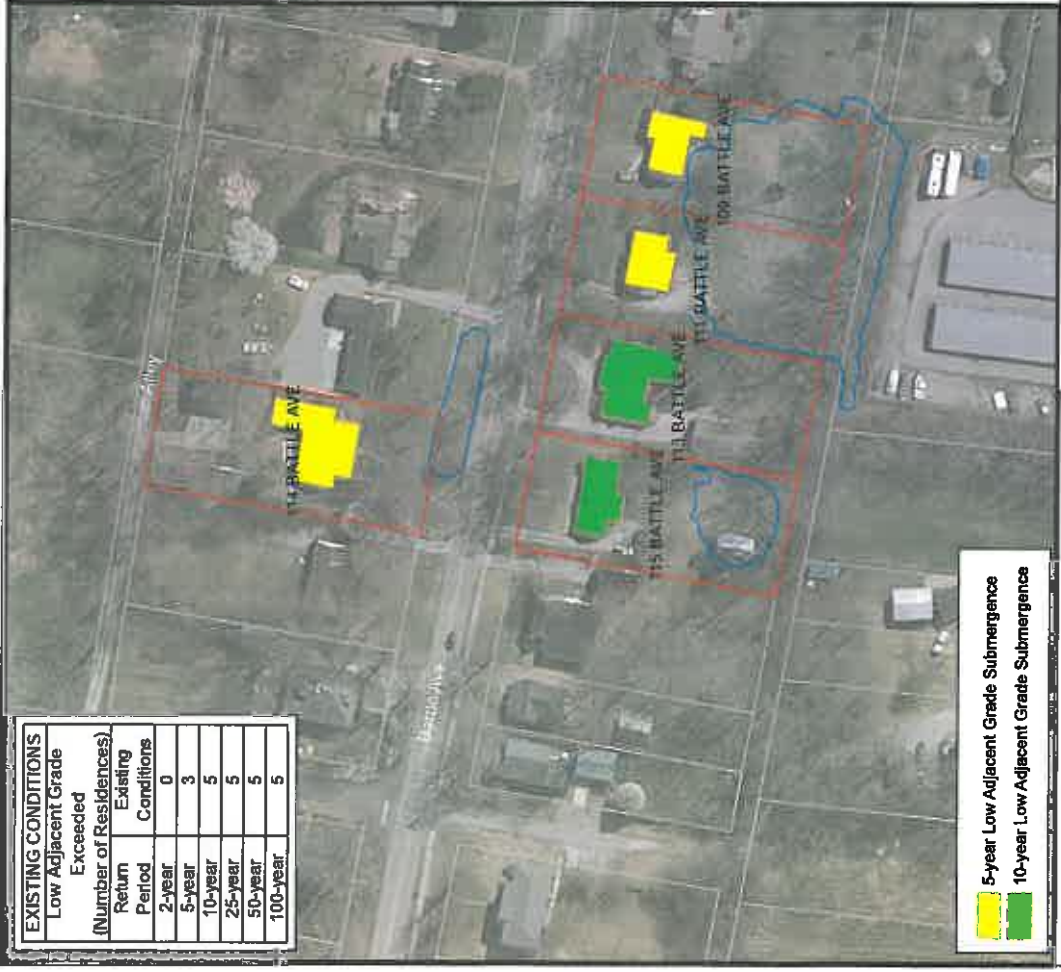 EXISTING CONDITIONS
Low Adjacent Grade
Exceeded
(Number of Residences)
Return Period Existing Conditions
2-year 0
5-year 3
10-year 5
25-year 5
50-year 5
100-year 5
Alley
114 BATTLE AVE
109 BATTLE AVE
111 BATTLE AVE
113 BATTLE AVE
115 BATTLE AVE
5-year Low Adjacent Grade Submergence
10-year Low Adjacent Grade Submergence